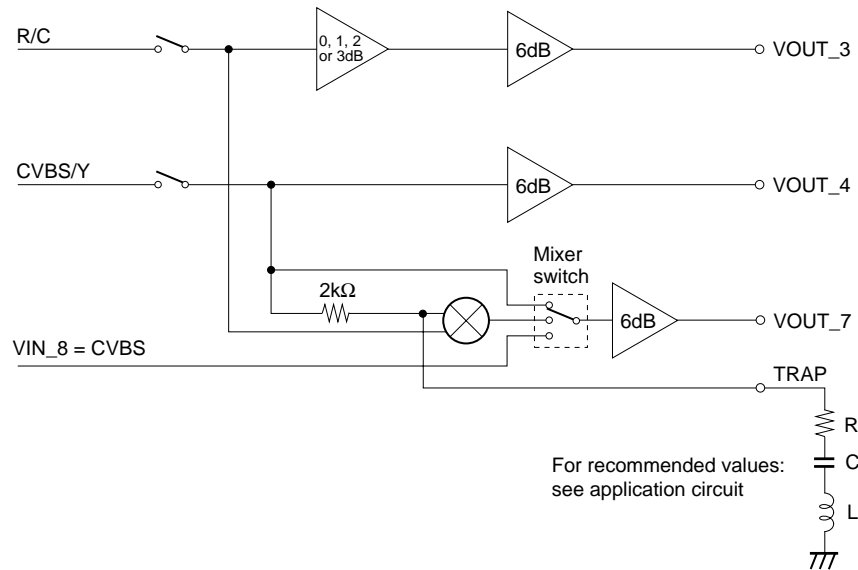 R/C
0, 1, 2
or 3dB
6dB
VOUT_3
CVBS/Y
6dB
VOUT_4
Mixer
switch
2kΩ
6dB
VOUT_7
VIN_8 = CVBS
TRAP
R
C
For recommended values:
see application circuit
L